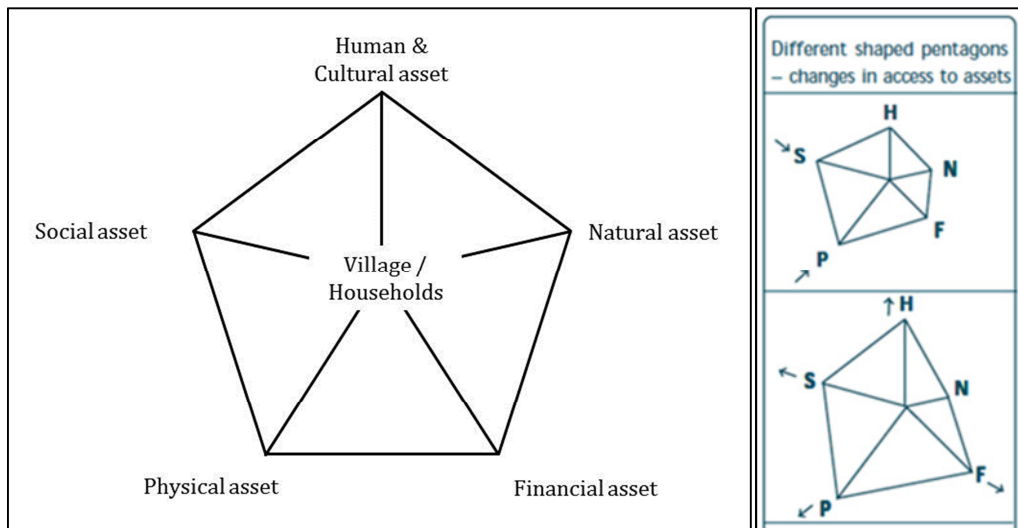 Human &
Cultural asset
Social asset
Natural asset
Village /
Households
Physical asset
Financial asset
Different shaped pentagons
– changes in access to assets
H
S
N
F
P
H
S
N
F
P